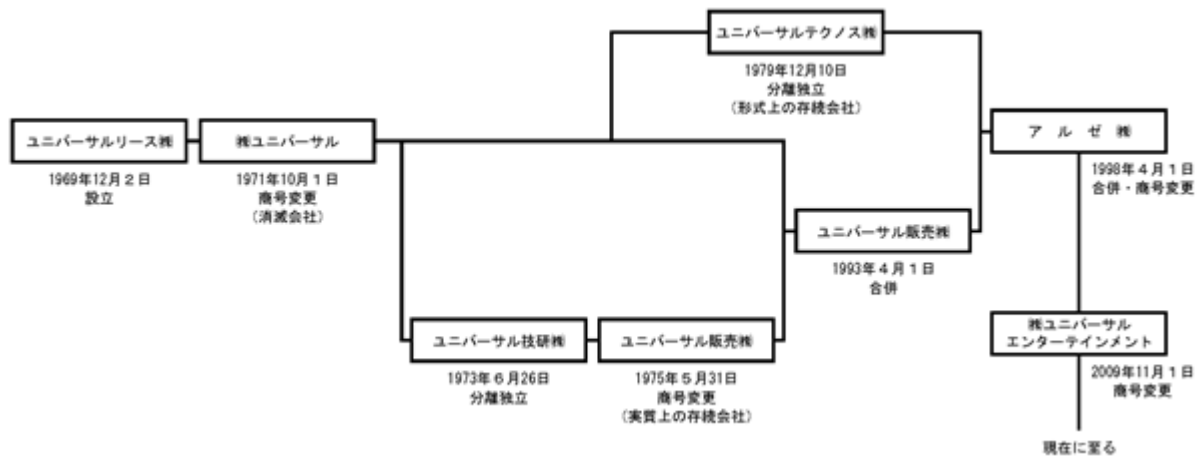 ユニバーサルテクノス㈱
1979年12月10日
分離独立
(形式上の存続会社)
ユニバーサルリース㈱
1969年12月2日
設立
㈱ユニバーサル
1971年10月1日
商号変更
(消滅会社)
アルゼ㈱
1998年4月1日
合併・商号変更
ユニバーサル販売㈱
1993年4月1日
合併
ユニバーサル技研㈱
1973年6月26日
分離独立
ユニバーサル販売㈱
1975年5月31日
商号変更
(実質上の存続会社)
㈱ユニバーサル
エンターテインメント
2009年11月1日
商号変更
現在に至る